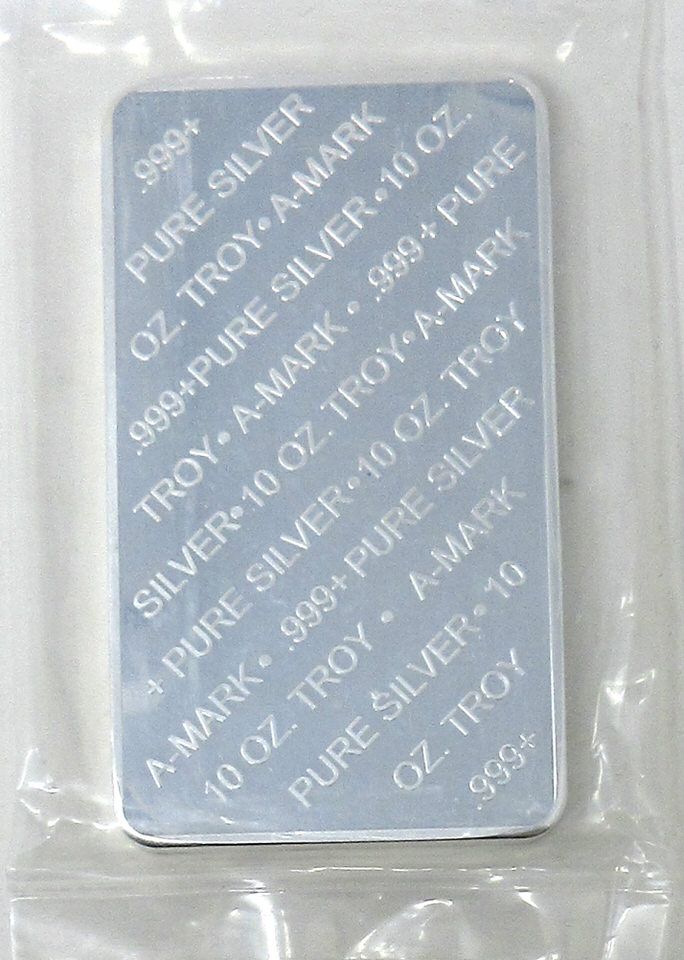 .999+
PURE SILVER
OZ. TROY • A-MARK
.999+PURE SILVER • 10 OZ.
TROY • A-MARK • .999+ PURE
SILVER • 10 OZ. TROY • A-MARK
+ PURE SILVER • 10 OZ. TROY
A-MARK • .999+ PURE SILVER
10 OZ. TROY • A-MARK
PURE SILVER • 10
OZ. TROY
.999+